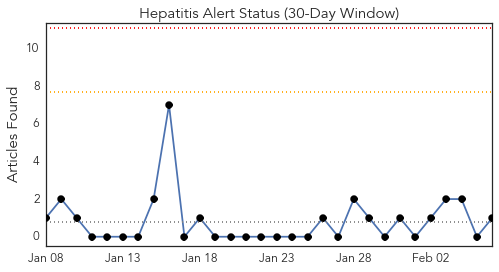 Hepatitis Alert Status (30-Day Window)
Articles Found
10
8
6
4
2
0
Jan 08 Jan 13 Jan 18 Jan 23 Jan 28 Feb 02